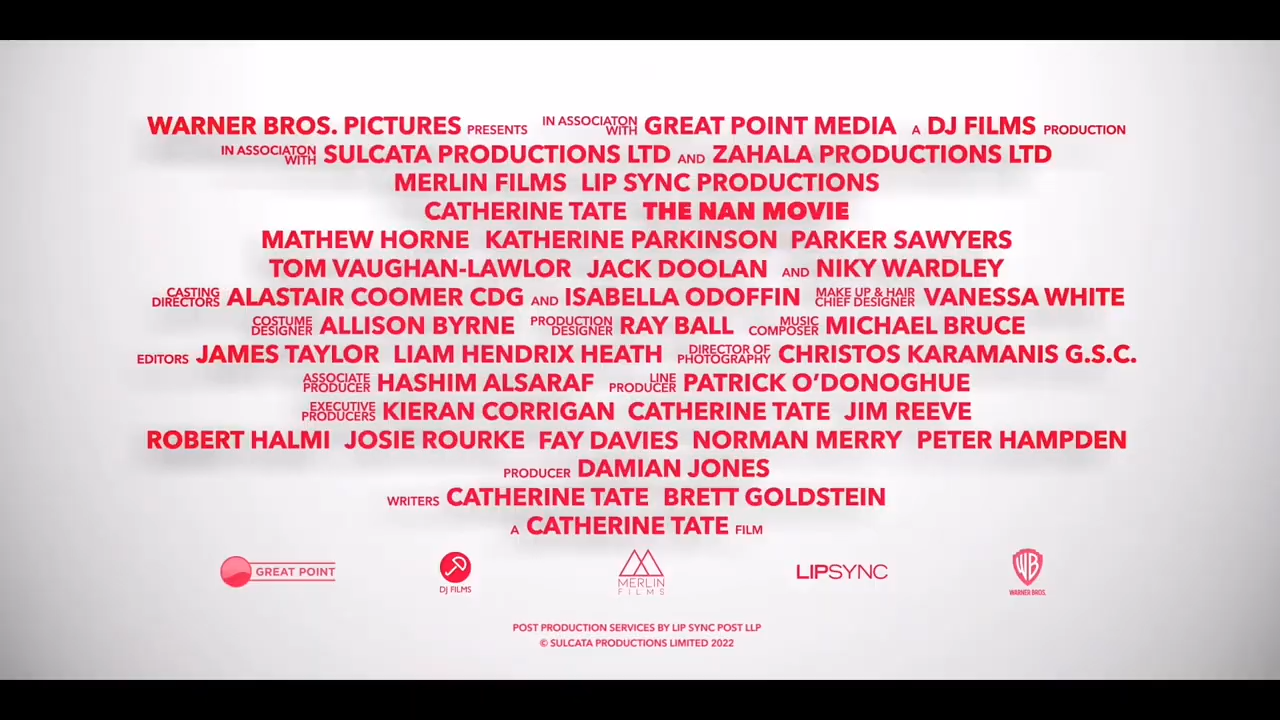 WARNER BROS. PICTURES PRESENTS IN ASSOCIATON WITH GREAT POINT MEDIA A DJ FILMS PRODUCTION
IN ASSOCIATON WITH SULCATA PRODUCTIONS LTD AND ZAHALA PRODUCTIONS LTD
MERLIN FILMS LIP SYNC PRODUCTIONS
CATHERINE TATE THE NAN MOVIE
MATHEW HORNE KATHERINE PARKINSON PARKER SAWYERS
TOM VAUGHAN-LAWLOR JACK DOOLAN AND NIKY WARDLEY
CASTING DIRECTORS ALASTAIR COOMER CDG AND ISABELLA ODOFFIN MAKE UP & HAIR CHIEF DESIGNER VANESSA WHITE
COSTUME DESIGNER ALLISON BYRNE PRODUCTION DESIGNER RAY BALL MUSIC COMPOSER MICHAEL BRUCE
EDITORS JAMES TAYLOR LIAM HENDRIX HEATH DIRECTOR OF PHOTOGRAPHY CHRISTOS KARAMANIS G.S.C.
ASSOCIATE PRODUCER HASHIM ALSARAF LINE PRODUCER PATRICK O'DONOGHUE
EXECUTIVE PRODUCERS KIERAN CORRIGAN CATHERINE TATE JIM REEVE
ROBERT HALMI JOSIE ROURKE FAY DAVIES NORMAN MERRY PETER HAMPDEN
PRODUCER DAMIAN JONES
WRITERS CATHERINE TATE BRETT GOLDSTEIN
A CATHERINE TATE FILM
GREAT POINT DJ FILMS MERLIN FILMS LIPSYNC WB WARNER BROS.
POST PRODUCTION SERVICES BY LIP SYNC POST LLP
© SULCATA PRODUCTIONS LIMITED 2022